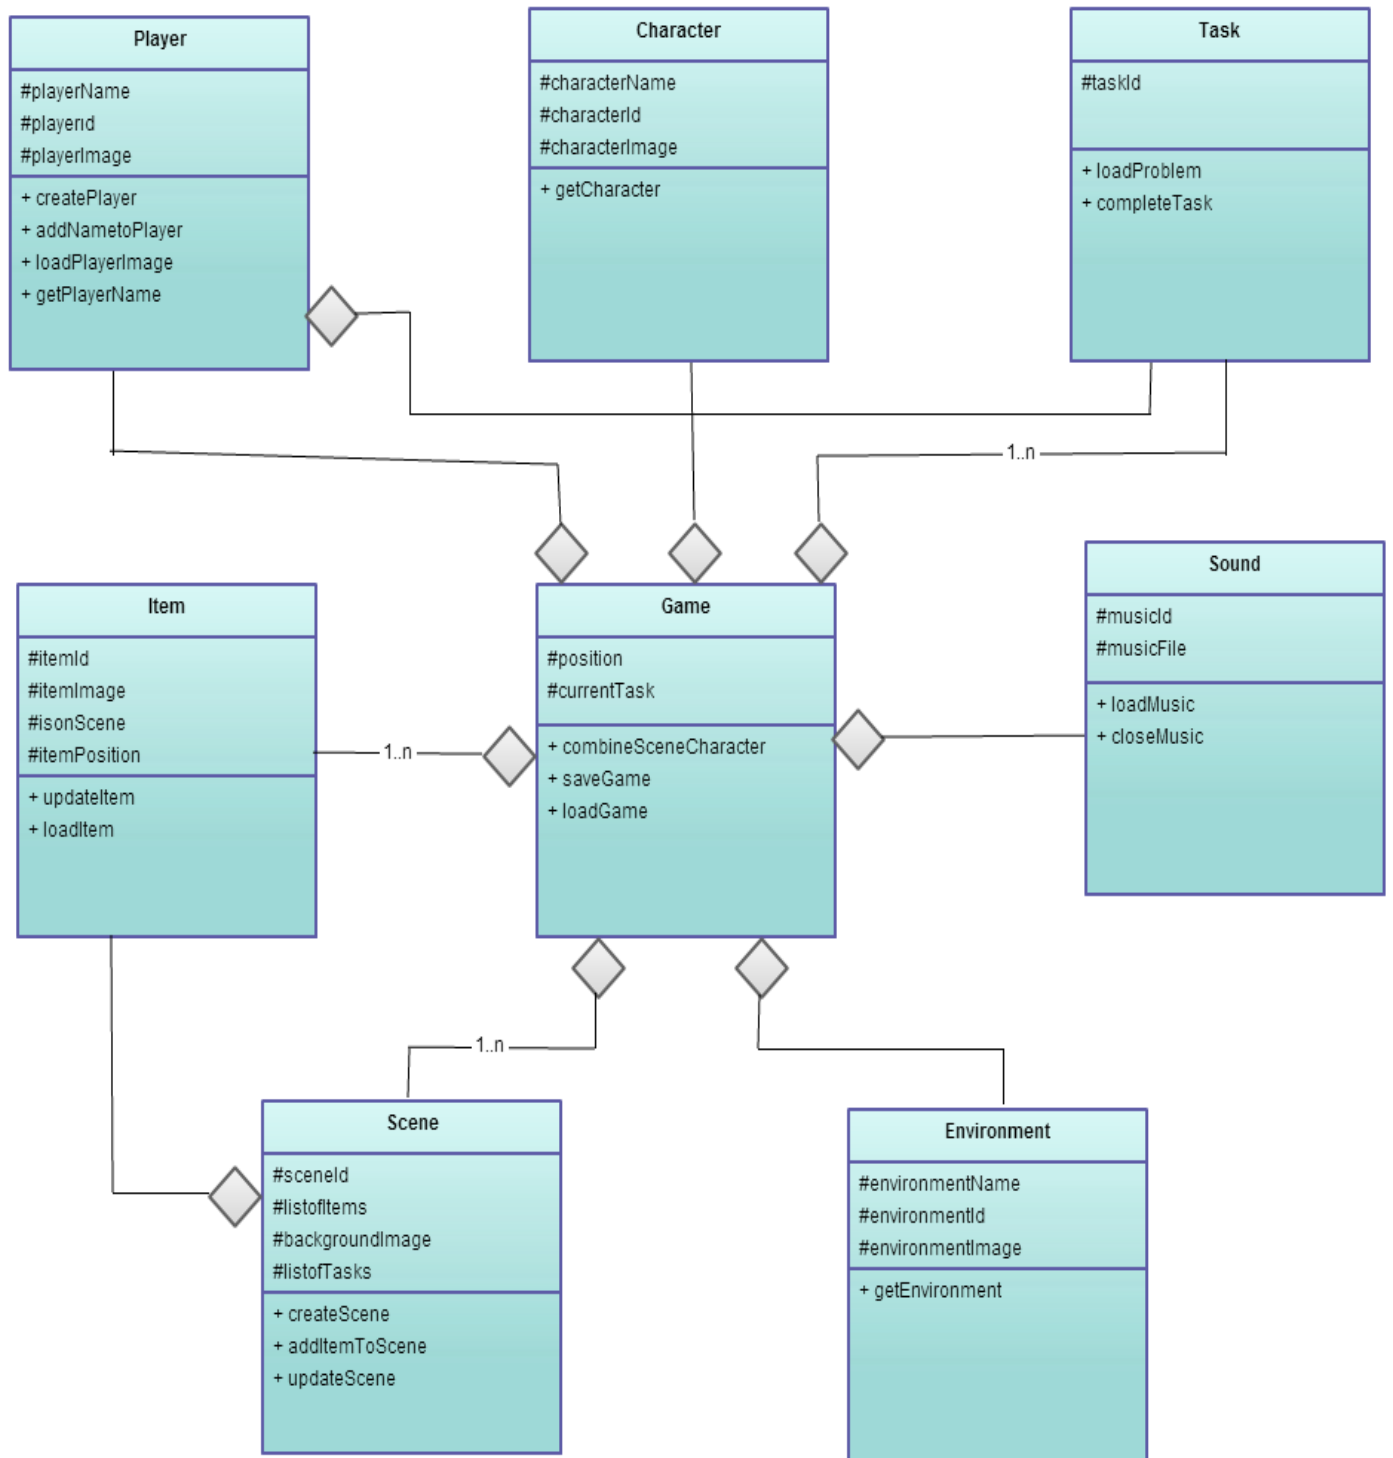 Player
#playerName
#playerId
#playerImage
+ createPlayer
+ addNametoPlayer
+ loadPlayerImage
+ getPlayerName
Character
#characterName
#characterId
#characterImage
+ getCharacter
Task
#taskId
+ loadProblem
+ completeTask
1..n
Item
#itemId
#itemImage
#isonScene
#itemPosition
+ updateItem
+ loadItem
1..n
Game
#position
#currentTask
+ combineSceneCharacter
+ saveGame
+ loadGame
Sound
#musicId
#musicFile
+ loadMusic
+ closeMusic
1..n
Scene
#sceneId
#listofItems
#backgroundImage
#listofTasks
+ createScene
+ addItemToScene
+ updateScene
Environment
#environmentName
#environmentId
#environmentImage
+ getEnvironment